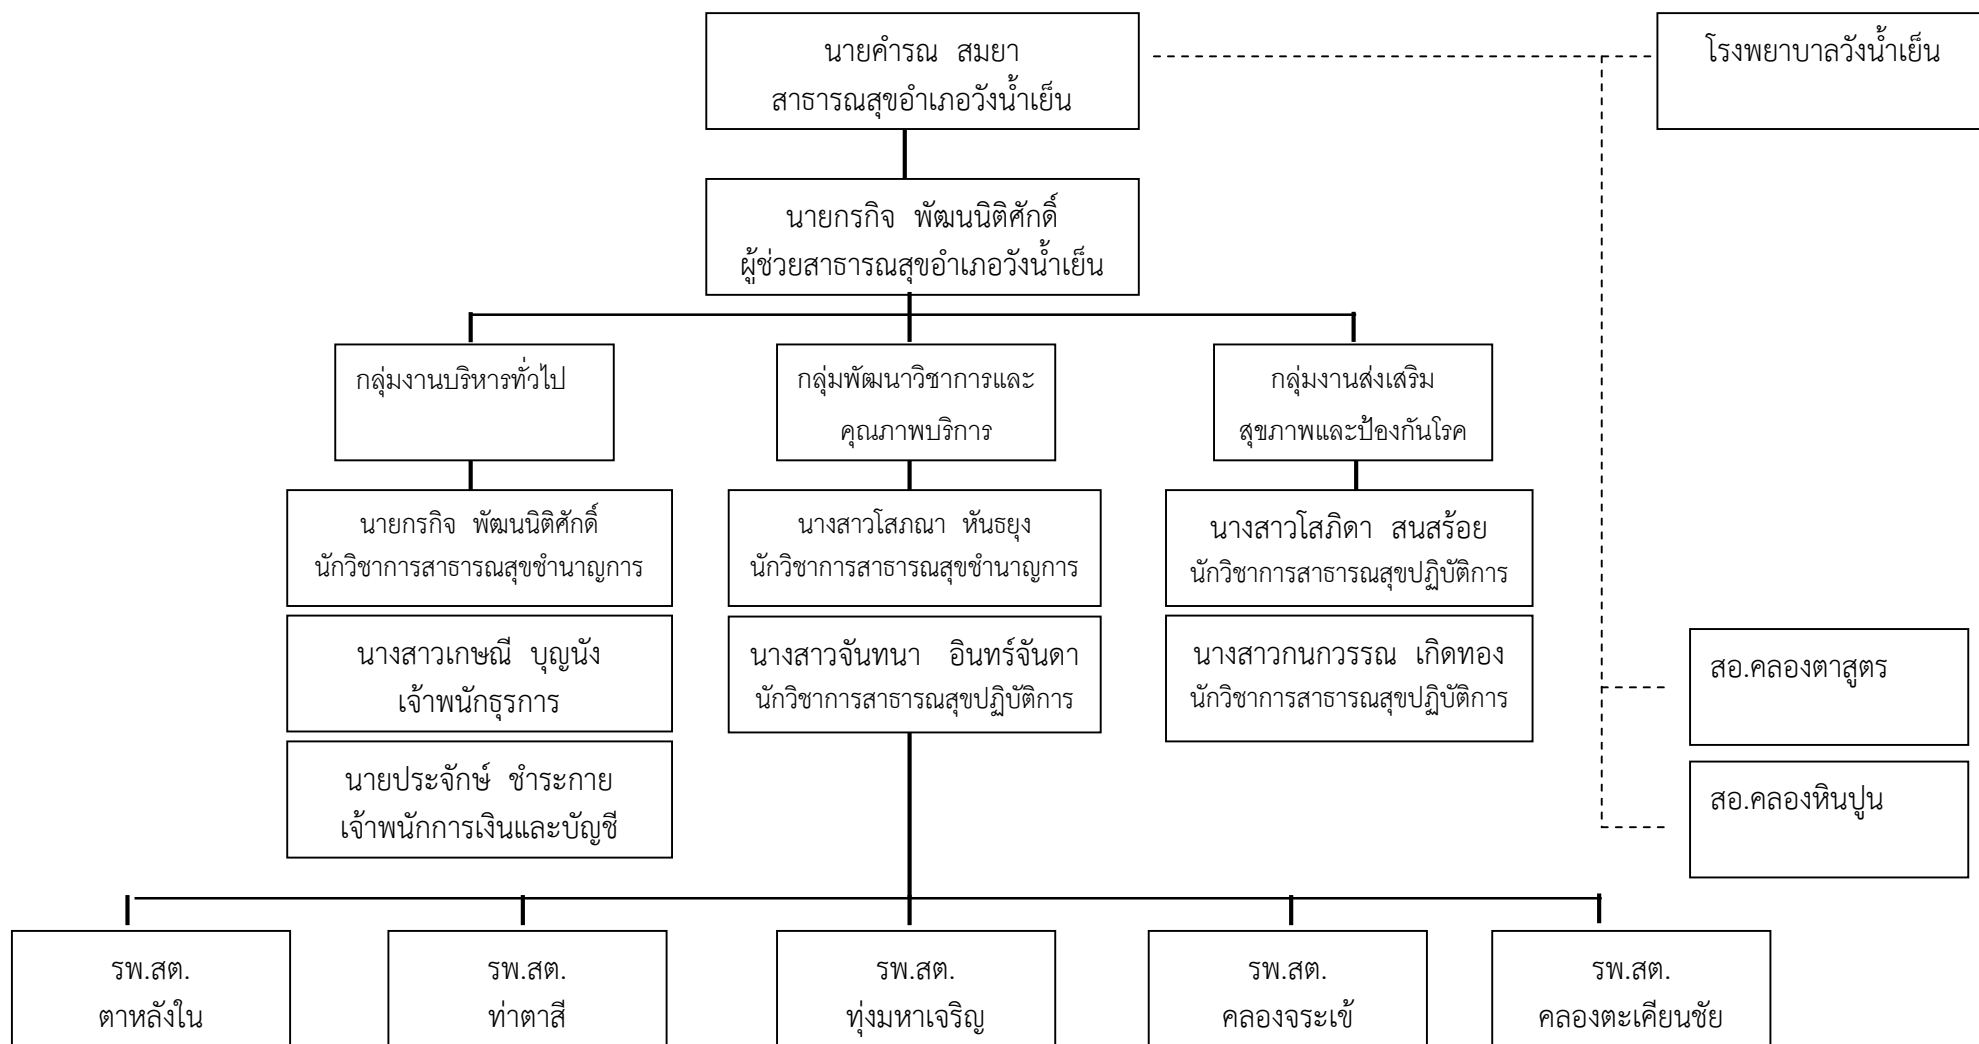 นายคำรณ สมยา
สาธารณสุขอำเภอวังน้ำเย็น
โรงพยาบาลวังน้ำเย็น
นายกรกิจ พัฒนนิติศักดิ์
ผู้ช่วยสาธารณสุขอำเภอวังน้ำเย็น
กลุ่มงานบริหารทั่วไป
กลุ่มพัฒนาวิชาการและ
คุณภาพบริการ
กลุ่มงานส่งเสริม
สุขภาพและป้องกันโรค
นายกรกิจ พัฒนนิติศักดิ์
นักวิชาการสาธารณสุขชำนาญการ
นางสาวโสภณา หันธยุง
นักวิชาการสาธารณสุขชำนาญการ
นางสาวโสภิดา สนสร้อย
นักวิชาการสาธารณสุขปฏิบัติการ
นางสาวเกษณี บุญนัง
เจ้าพนักธุรการ
นางสาวจันทนา อินทร์จันดา
นักวิชาการสาธารณสุขปฏิบัติการ
นางสาวกนกวรรณ เกิดทอง
นักวิชาการสาธารณสุขปฏิบัติการ
สอ.คลองตาสูตร
นายประจักษ์ ชำระกาย
เจ้าพนักการเงินและบัญชี
สอ.คลองหินปูน
รพ.สต.
ตาหลังใน
รพ.สต.
ท่าตาสี
รพ.สต.
ทุ่งมหาเจริญ
รพ.สต.
คลองจระเข้
รพ.สต.
คลองตะเคียนชัย